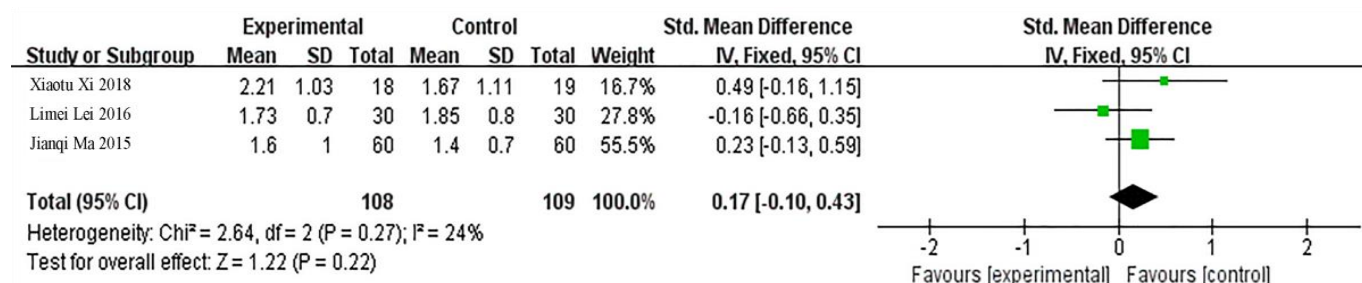 Experimental Control Std. Mean Difference Std. Mean Difference
Study or Subgroup Mean SD Total Mean SD Total Weight IV, Fixed, 95% CI IV, Fixed, 95% CI
Xiaotu Xi 2018 2.21 1.03 18 1.67 1.11 19 16.7% 0.49 [-0.16, 1.15]
Limei Lei 2016 1.73 0.7 30 1.85 0.8 30 27.8% -0.16 [-0.66, 0.35]
Jianqi Ma 2015 1.6 1 60 1.4 0.7 60 55.5% 0.23 [-0.13, 0.59]
Total (95% CI) 108 109 100.0% 0.17 [-0.10, 0.43]
Heterogeneity: Chi² = 2.64, df = 2 (P = 0.27); I² = 24%
Test for overall effect: Z = 1.22 (P = 0.22)
-2 -1 0 1 2
Favours [experimental] Favours [control]